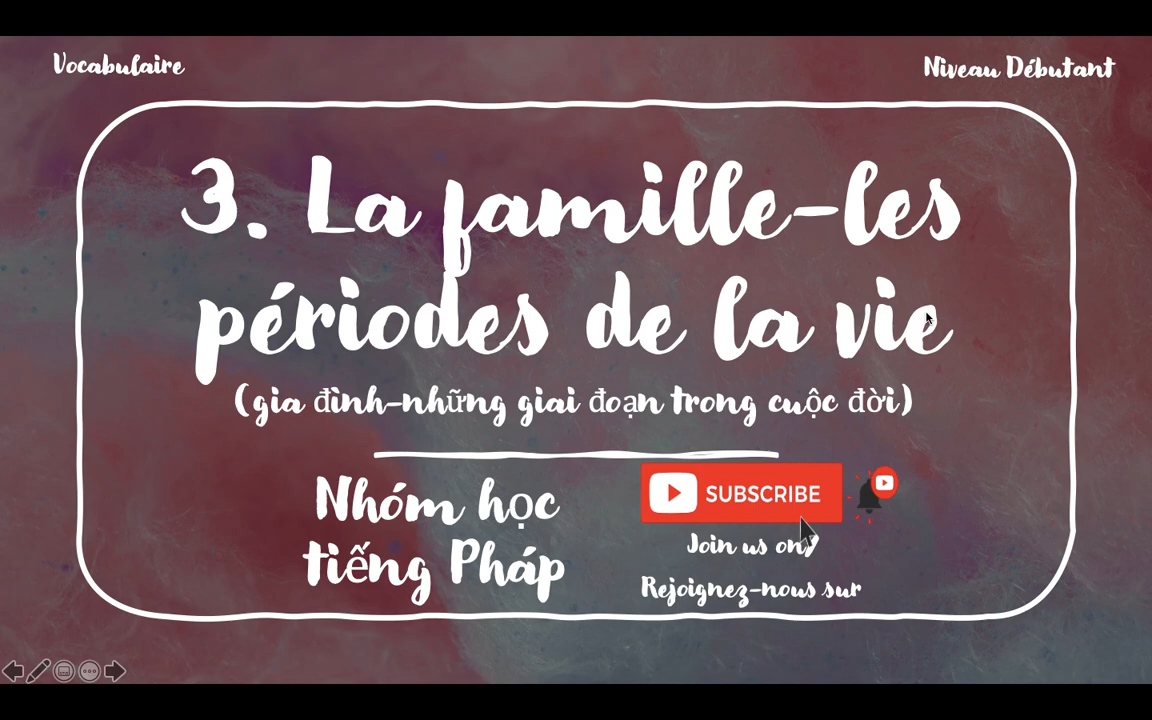 Vocabulaire
Niveau Débutant
3. La famille-les
périodes de la vie
(gia đình-những giai đoạn trong cuộc đời)
Nhóm học
tiếng Pháp
SUBSCRIBE
Join us on/
Rejoignez-nous sur